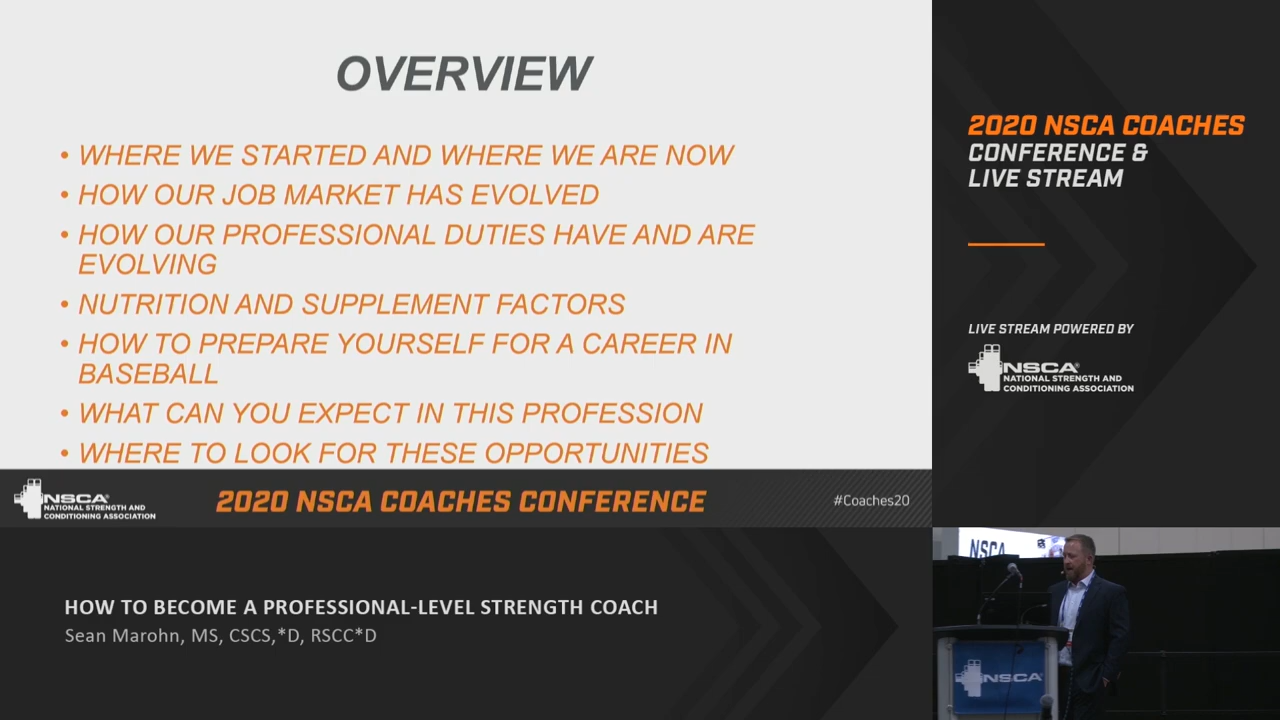 OVERVIEW
• WHERE WE STARTED AND WHERE WE ARE NOW
• HOW OUR JOB MARKET HAS EVOLVED
• HOW OUR PROFESSIONAL DUTIES HAVE AND ARE
EVOLVING
• NUTRITION AND SUPPLEMENT FACTORS
• HOW TO PREPARE YOURSELF FOR A CAREER IN
BASEBALL
• WHAT CAN YOU EXPECT IN THIS PROFESSION
• WHERE TO LOOK FOR THESE OPPORTUNITIES
NSCA®
NATIONAL STRENGTH AND
CONDITIONING ASSOCIATION
2020 NSCA COACHES CONFERENCE
#Coaches20
2020 NSCA COACHES
CONFERENCE &
LIVE STREAM
LIVE STREAM POWERED BY
NSCA®
NATIONAL STRENGTH AND
CONDITIONING ASSOCIATION
HOW TO BECOME A PROFESSIONAL-LEVEL STRENGTH COACH
Sean Marohn, MS, CSCS,*D, RSCC*D
NSCA
NSCA